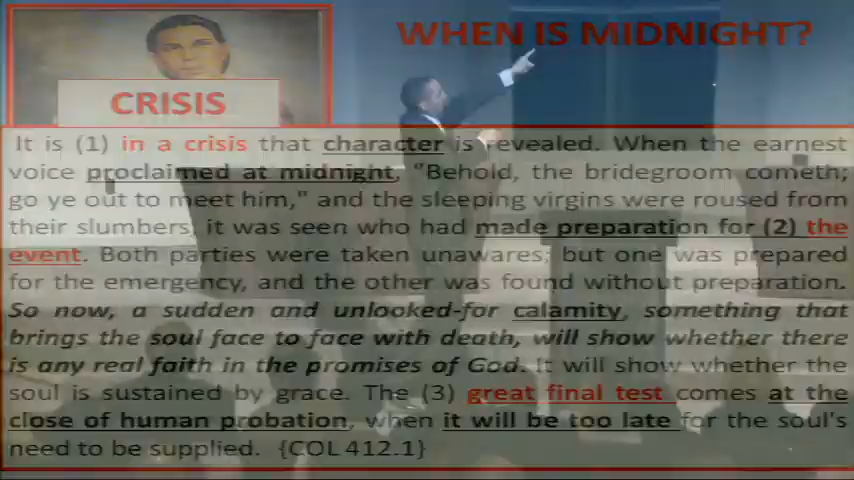 WHEN IS MIDNIGHT?
CRISIS
It is (1) in a crisis that character is revealed. When the earnest
voice proclaimed at midnight, "Behold, the bridegroom cometh;
go ye out to meet him," and the sleeping virgins were roused from
their slumbers, it was seen who had made preparation for (2) the
event. Both parties were taken unawares; but one was prepared
for the emergency, and the other was found without preparation.
So now, a sudden and unlooked-for calamity, something that
brings the soul face to face with death, will show whether there
is any real faith in the promises of God. It will show whether the
soul is sustained by grace. The (3) great final test comes at the
close of human probation, when it will be too late for the soul's
need to be supplied. {COL 412.1}